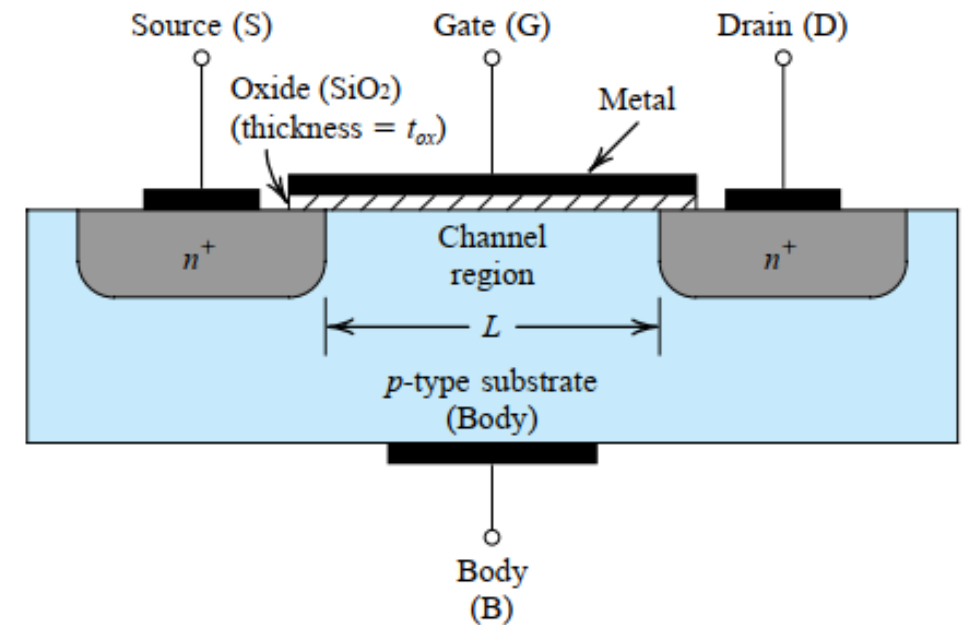 Source (S)
Gate (G)
Drain (D)
Oxide (SiO₂)
(thickness = tₒₓ)
Metal
n⁺
Channel
region
n⁺
L
p-type substrate
(Body)
Body
(B)